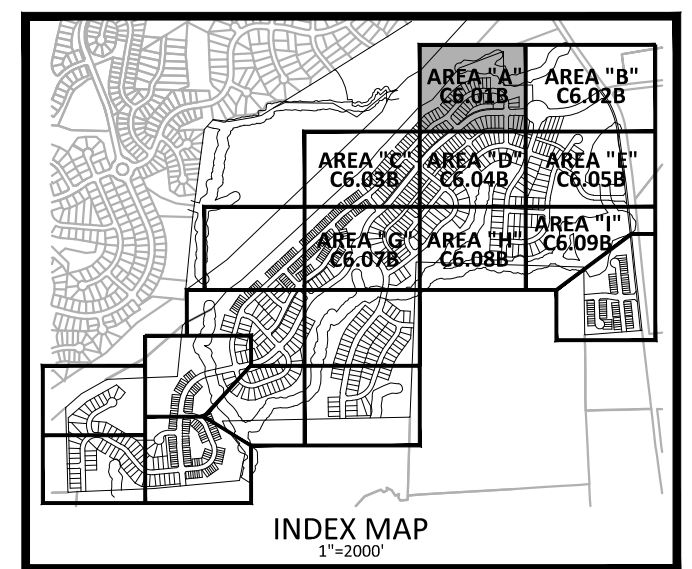 AREA "A"
C6.01B
AREA "B"
C6.02B
AREA "C"
C6.03B
AREA "D"
C6.04B
AREA "E"
C6.05B
AREA "G"
C6.07B
AREA "H"
C6.08B
AREA "I"
C6.09B
INDEX MAP
1"=2000'